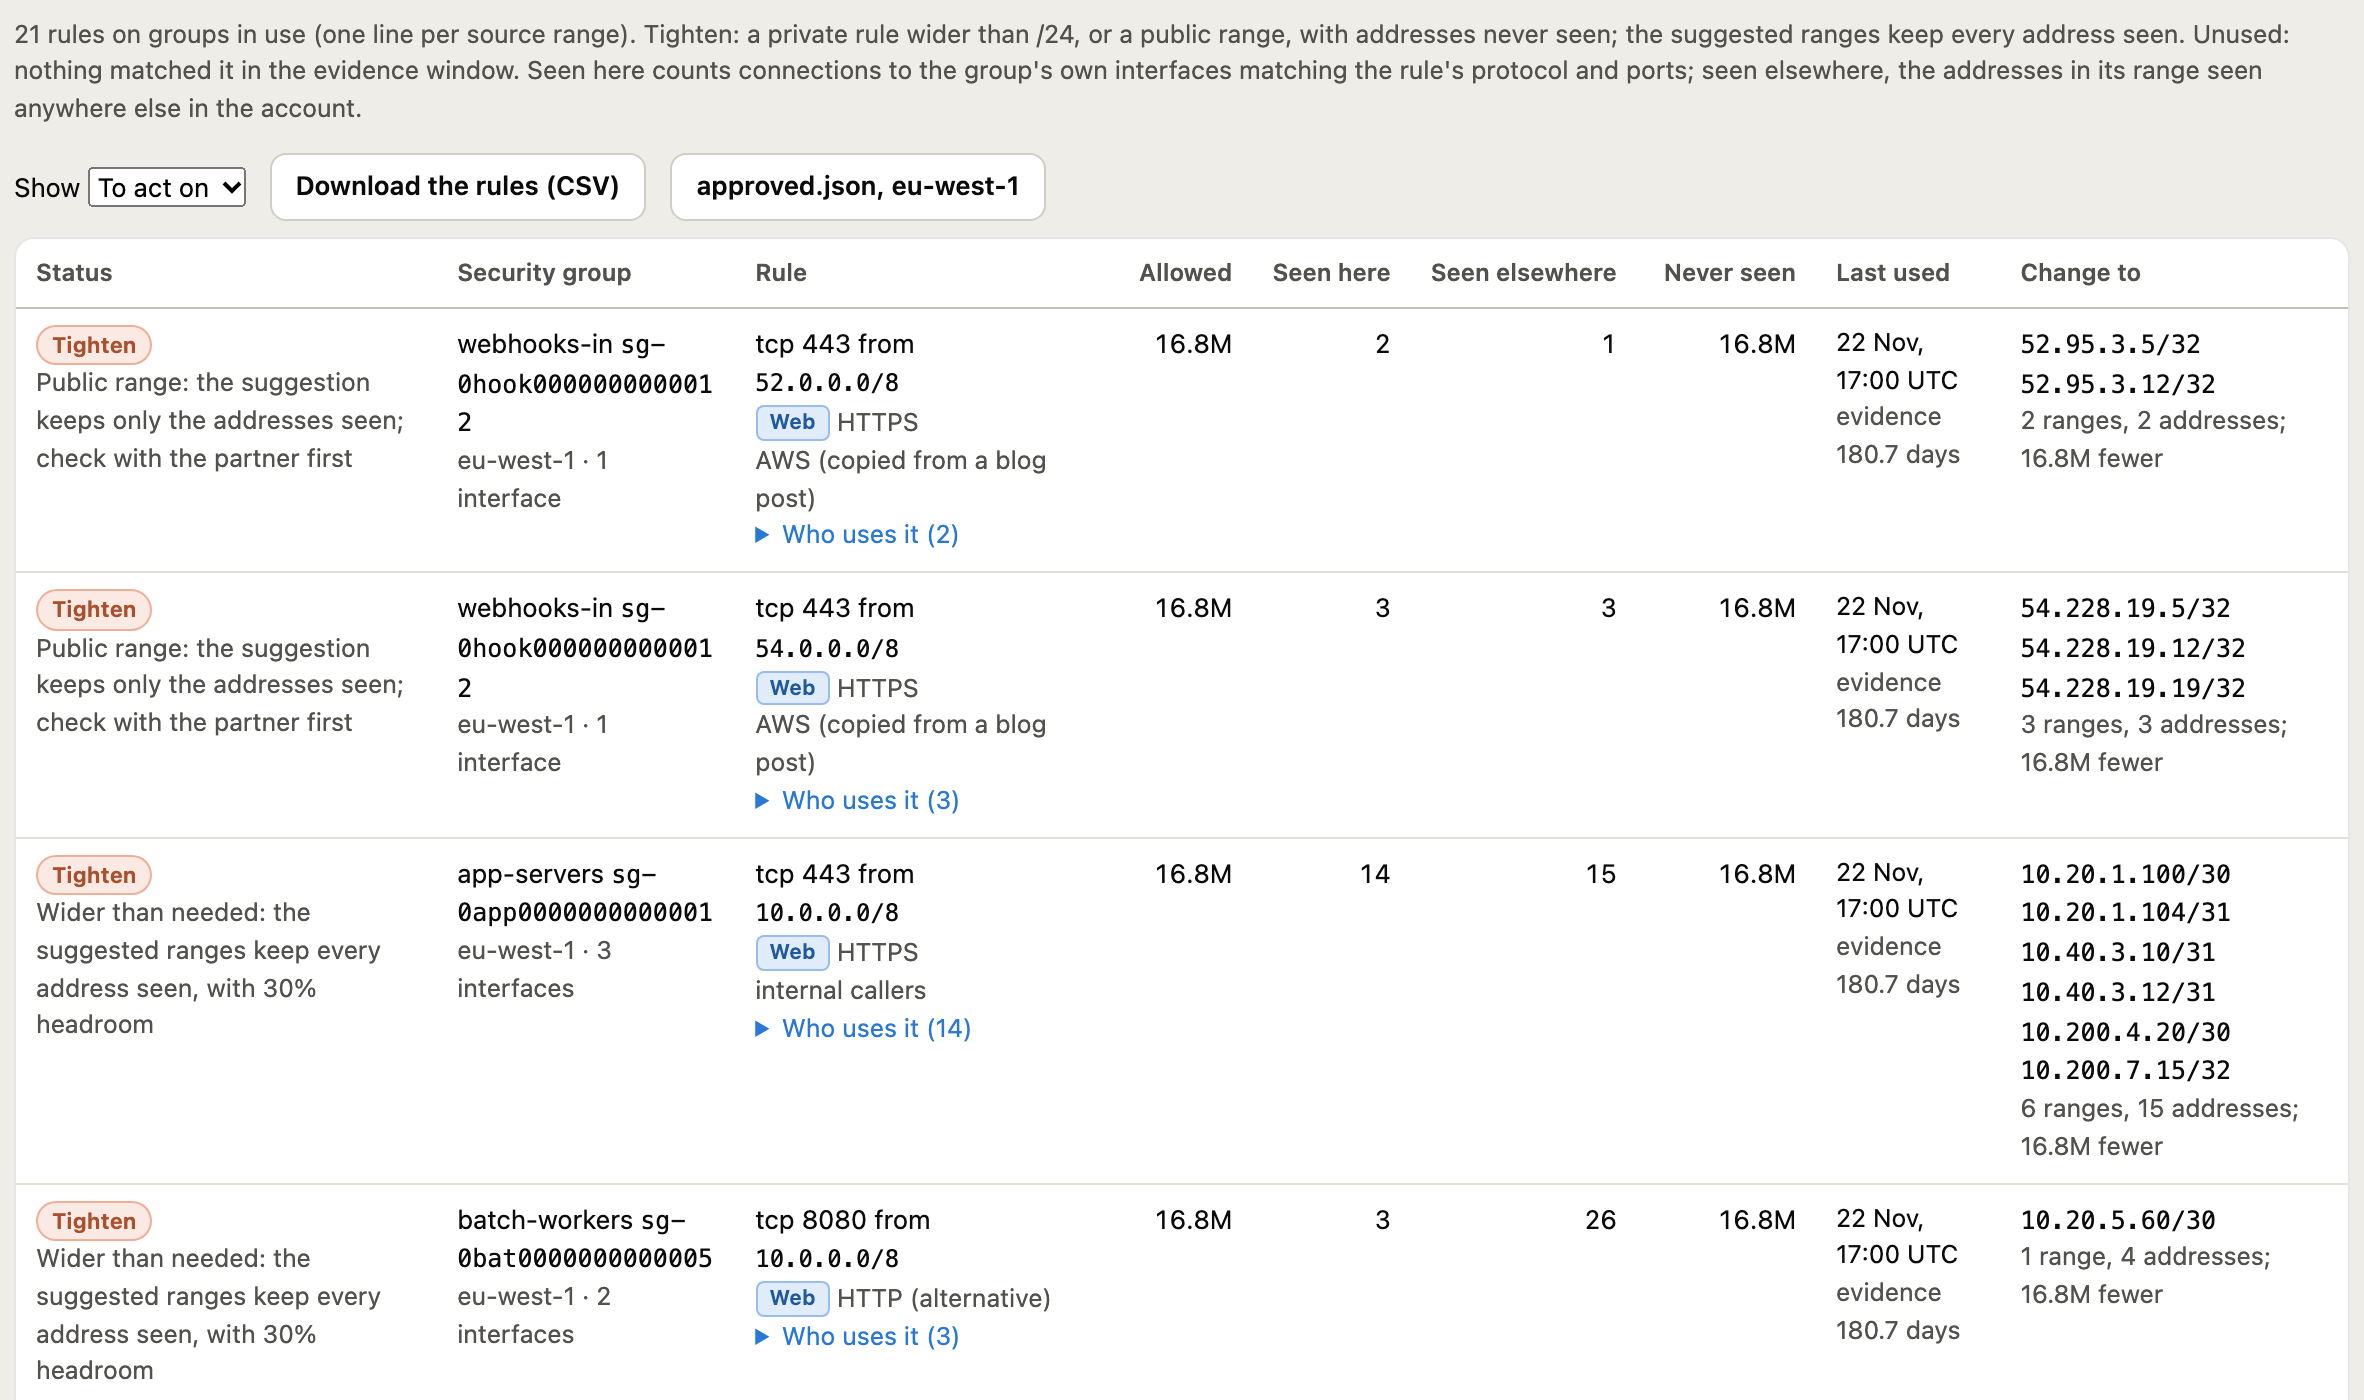 21 rules on groups in use (one line per source range). Tighten: a private rule wider than /24, or a public range, with addresses never seen; the suggested ranges keep every address seen. Unused:
nothing matched it in the evidence window. Seen here counts connections to the group's own interfaces matching the rule's protocol and ports; seen elsewhere, the addresses in its range seen
anywhere else in the account.
Show To act on Download the rules (CSV) approved.json, eu-west-1
Status Security group Rule Allowed Seen here Seen elsewhere Never seen Last used Change to
Tighten
Public range: the suggestion
keeps only the addresses seen;
check with the partner first
webhooks-in sg-
0hook000000000001
2
eu-west-1 · 1
interface
tcp 443 from
52.0.0.0/8
Web HTTPS
AWS (copied from a blog
post)
▶ Who uses it (2)
16.8M
2
1
16.8M
22 Nov,
17:00 UTC
evidence
180.7 days
52.95.3.5/32
52.95.3.12/32
2 ranges, 2 addresses;
16.8M fewer
Tighten
Public range: the suggestion
keeps only the addresses seen;
check with the partner first
webhooks-in sg-
0hook000000000001
2
eu-west-1 · 1
interface
tcp 443 from
54.0.0.0/8
Web HTTPS
AWS (copied from a blog
post)
▶ Who uses it (3)
16.8M
3
3
16.8M
22 Nov,
17:00 UTC
evidence
180.7 days
54.228.19.5/32
54.228.19.12/32
54.228.19.19/32
3 ranges, 3 addresses;
16.8M fewer
Tighten
Wider than needed: the
suggested ranges keep every
address seen, with 30%
headroom
app-servers sg-
0app0000000000001
eu-west-1 · 3
interfaces
tcp 443 from
10.0.0.0/8
Web HTTPS
internal callers
▶ Who uses it (14)
16.8M
14
15
16.8M
22 Nov,
17:00 UTC
evidence
180.7 days
10.20.1.100/30
10.20.1.104/31
10.40.3.10/31
10.40.3.12/31
10.200.4.20/30
10.200.7.15/32
6 ranges, 15 addresses;
16.8M fewer
Tighten
Wider than needed: the
suggested ranges keep every
address seen, with 30%
headroom
batch-workers sg-
0bat0000000000005
eu-west-1 · 2
interfaces
tcp 8080 from
10.0.0.0/8
Web HTTP (alternative)
▶ Who uses it (3)
16.8M
3
26
16.8M
22 Nov,
17:00 UTC
evidence
180.7 days
10.20.5.60/30
1 range, 4 addresses;
16.8M fewer